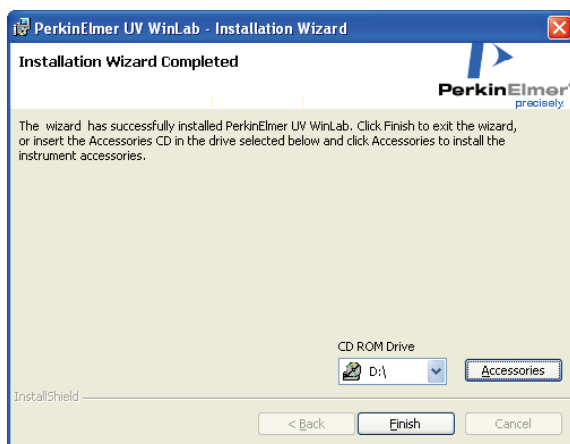 PerkinElmer UV WinLab - Installation Wizard
Installation Wizard Completed
PerkinElmer®
precisely.
The wizard has successfully installed PerkinElmer UV WinLab. Click Finish to exit the wizard,
or insert the Accessories CD in the drive selected below and click Accessories to install the
instrument accessories.
CD ROM Drive
D:\
Accessories
InstallShield
< Back
Finish
Cancel